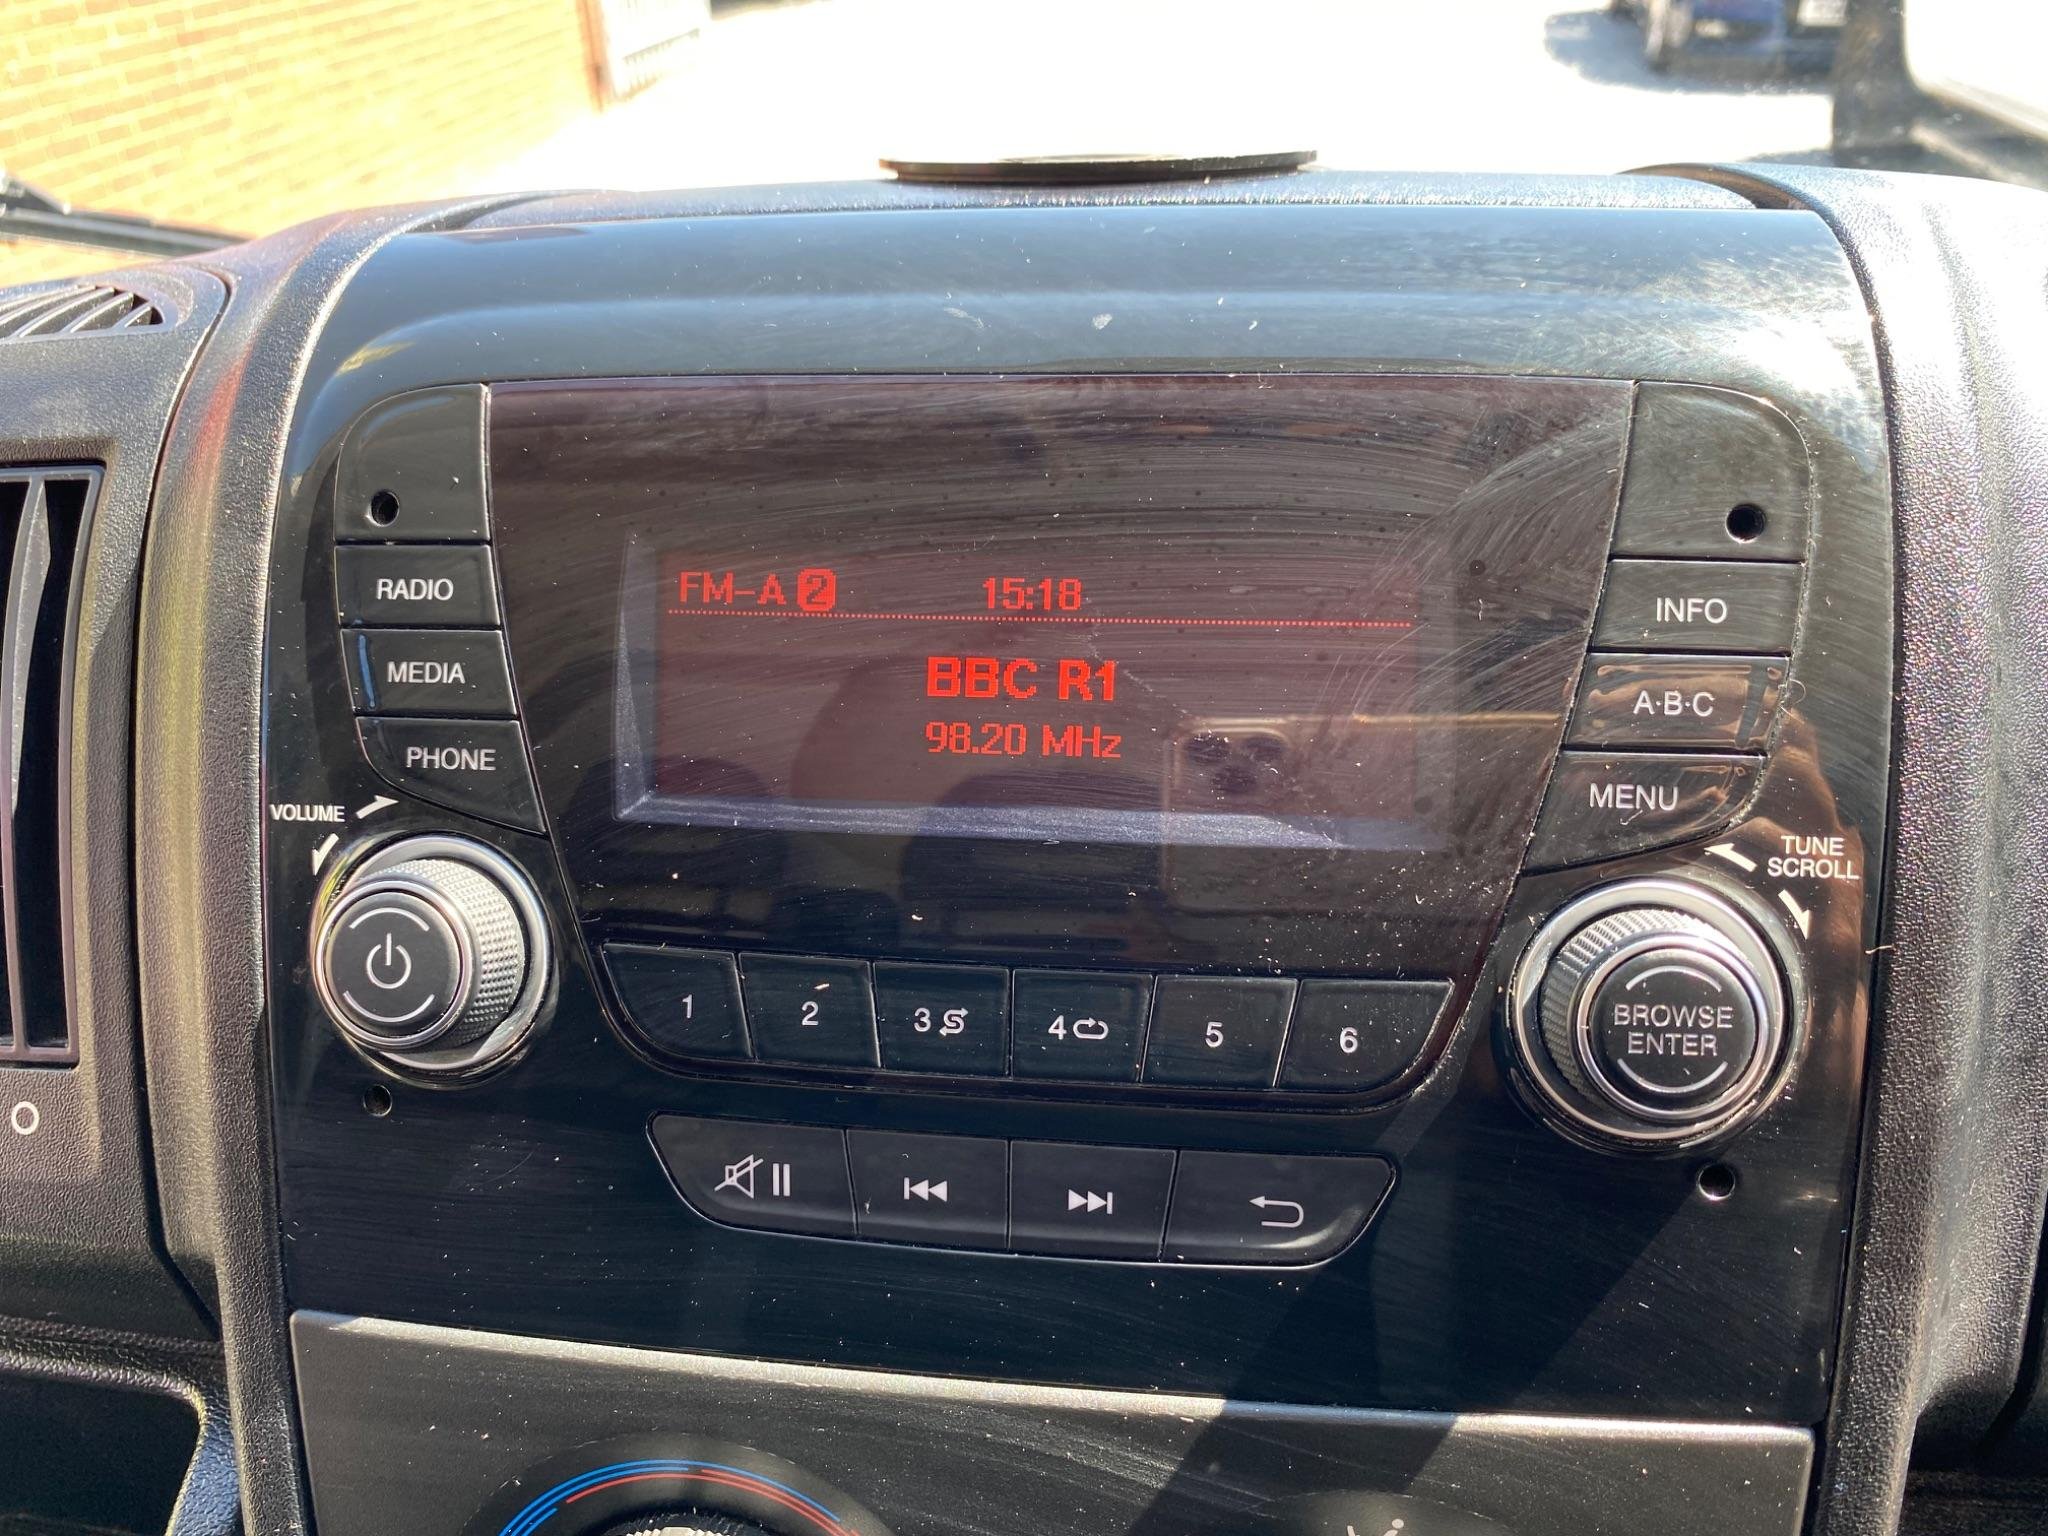 FM-A 2 15:18
BBC R1
98.20 MHz
RADIO
MEDIA
PHONE
VOLUME
INFO
A·B·C
MENU
TUNE
SCROLL
1 2 3 4 5 6
BROWSE
ENTER
O